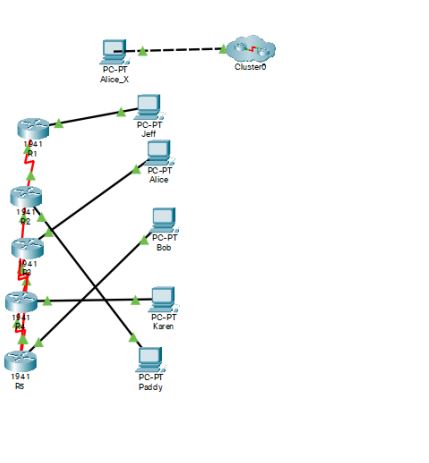 PC-PT
Alice_X
Cluster0
PC-PT
Jeff
1941
R1
PC-PT
Alice
1941
R2
PC-PT
Bob
1941
R3
PC-PT
Karen
1941
R4
PC-PT
Paddy
1941
R5